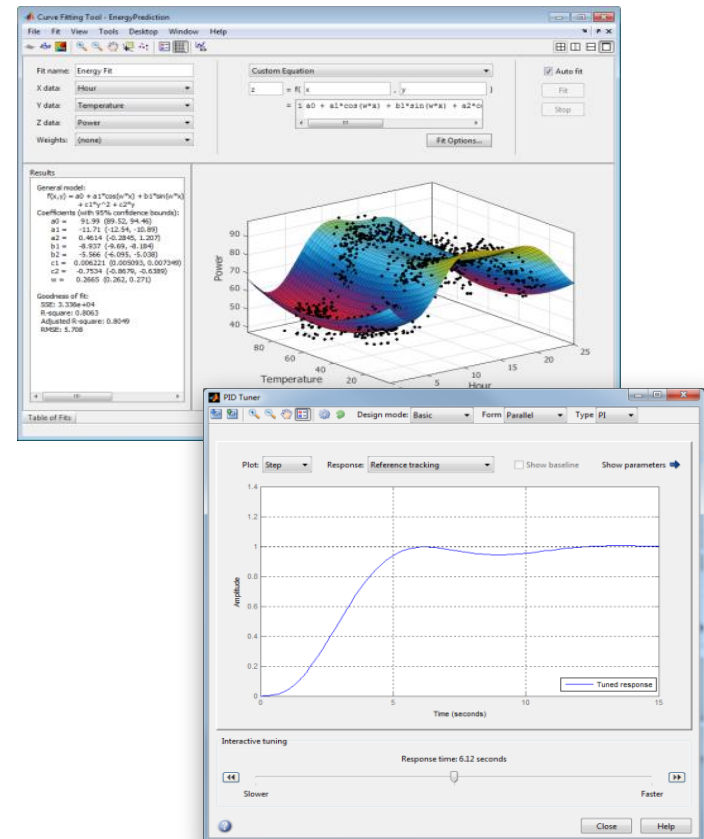 Curve Fitting Tool - EnergyPrediction
File Fit View Tools Desktop Window Help
Fit name: Energy Fit
X data: Hour
Y data: Temperature
Z data: Power
Weights: (none)
Custom Equation
z = f( x , y )
= 1 a0 + a1*cos(w*x) + b1*sin(w*x) + a2*co
Fit Options...
Auto fit
Fit
Stop
Results
General model:
f(x,y) = a0 + a1*cos(w*x) + b1*sin(w*x)
+ c1*y^2 + c2*y
Coefficients (with 95% confidence bounds):
a0 = 91.99 (89.52, 94.46)
a1 = -11.71 (-12.54, -10.89)
a2 = 0.4614 (-0.2845, 1.207)
b1 = -8.937 (-9.69, -8.184)
b2 = -5.566 (-6.095, -5.038)
c1 = 0.006221 (0.005093, 0.007349)
c2 = -0.7534 (-0.8679, -0.6389)
w = 0.2665 (0.262, 0.271)
Goodness of fit:
SSE: 3.336e+04
R-square: 0.8063
Adjusted R-square: 0.8049
RMSE: 5.708
Power
90
80
70
60
50
40
80
60
40
20
Temperature
5
10
15
20
25
Hour
Table of Fits
PID Tuner
Design mode: Basic Form Parallel Type PI
Plot: Step Response: Reference tracking Show baseline Show parameters
1.4
1.2
1
0.8
0.6
0.4
0.2
0
Amplitude
0 5 10 15
Time (seconds)
Tuned response
Interactive tuning
Response time: 6.12 seconds
Slower Faster
Close Help